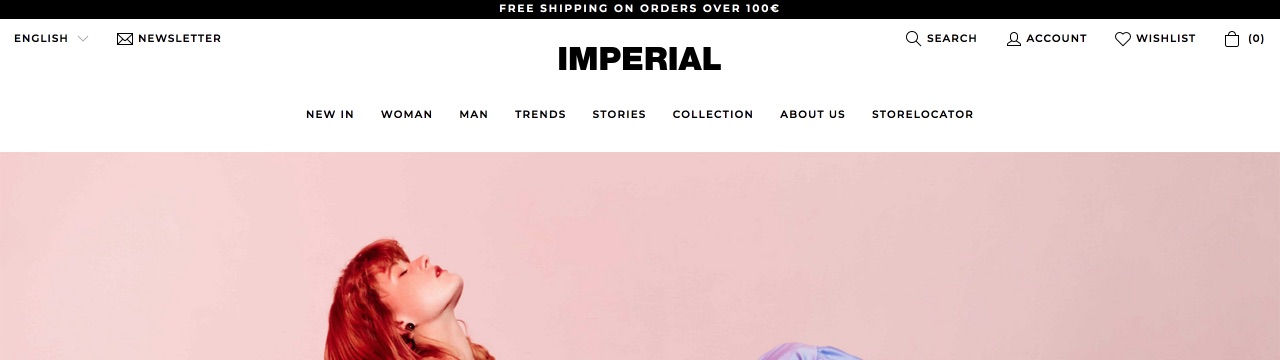 FREE SHIPPING ON ORDERS OVER 100€
ENGLISH NEWSLETTER SEARCH ACCOUNT WISHLIST (0)
IMPERIAL
NEW IN WOMAN MAN TRENDS STORIES COLLECTION ABOUT US STORELOCATOR